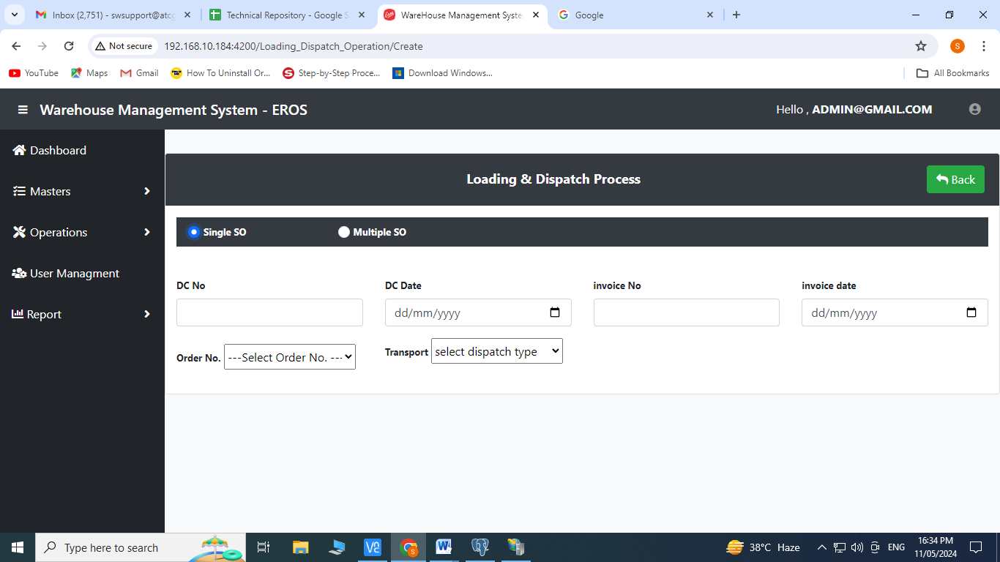 Inbox (2,751) - swsupport@atcg
Technical Repository - Google S
WareHouse Management Syste
Google
Not secure
192.168.10.184:4200/Loading_Dispatch_Operation/Create
S
YouTube
Maps
Gmail
How To Uninstall Or...
Step-by-Step Proce...
Download Windows...
All Bookmarks
Warehouse Management System - EROS
Hello , ADMIN@GMAIL.COM
Dashboard
Masters
Operations
User Managment
Report
Loading & Dispatch Process
Back
Single SO
Multiple SO
DC No
DC Date
invoice No
invoice date
dd/mm/yyyy
dd/mm/yyyy
Order No.
---Select Order No. ---
Transport
select dispatch type
Type here to search
38°C Haze
ENG
16:34 PM
11/05/2024